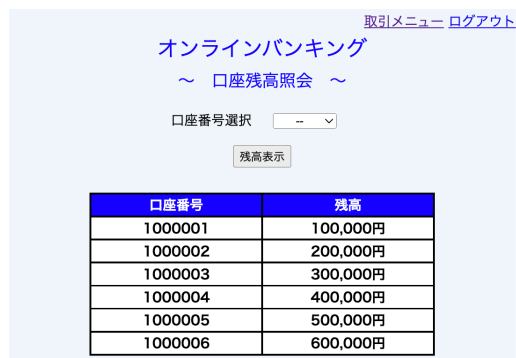 取引メニュー ログアウト
オンラインバンキング
～　口座残高照会　～
口座番号選択 --
残高表示
口座番号 残高
1000001 100,000円
1000002 200,000円
1000003 300,000円
1000004 400,000円
1000005 500,000円
1000006 600,000円